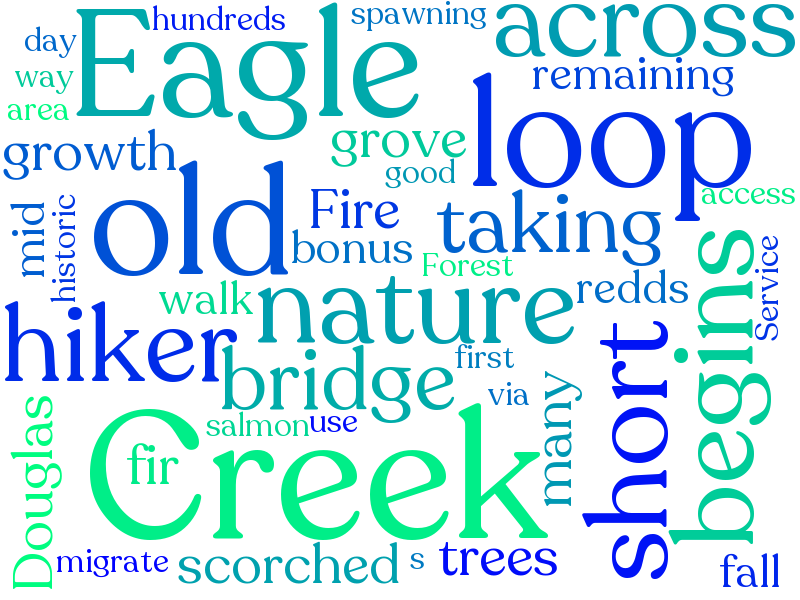 hundreds
spawning
across
Eagle
day
way
area
remaining
loop
growth
grove
good
access
old
Fire
taking
mid
historic
bonus
Forest
redds
Service
walk
nature
hiker
bridge
first
short
begins
via
many
Douglas
salmon
use
fir
Creek
migrate
scorched
s
trees
fall